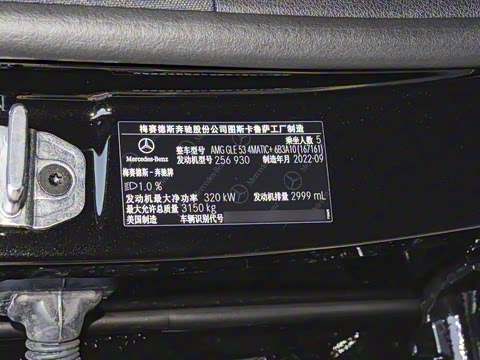 梅赛德斯奔驰股份公司图斯卡鲁萨工厂制造
乘坐人数 5
整车型号 AMG GLE 53 4MATIC+ 6B3A10 (167161)
发动机型号 256 930 制造年月 2022-09
Mercedes-Benz
梅赛德斯-奔驰牌
1.0 %
发动机最大净功率 320 kW 发动机排量 2999 mL
最大允许总质量 3150 kg
美国制造 车辆识别代号